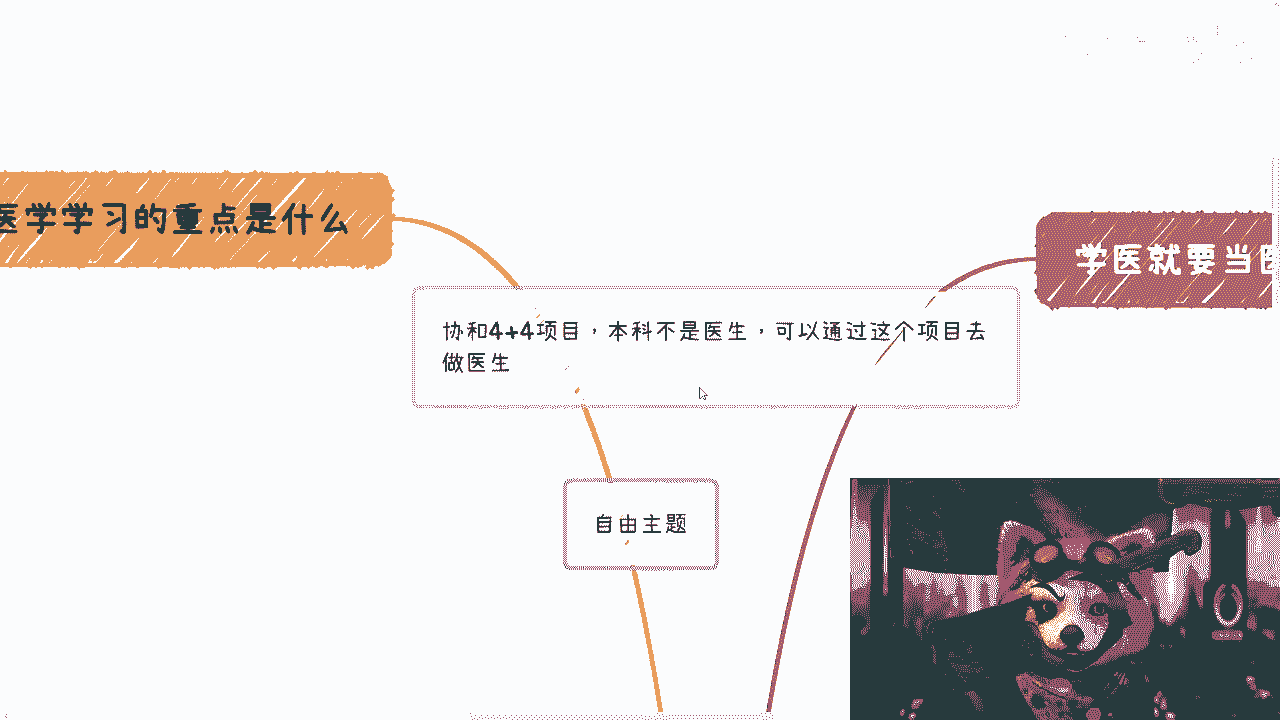 医学学习的重点是什么
学医就要当医
协和4+4项目，本科不是医生，可以通过这个项目去
做医生
自由主题